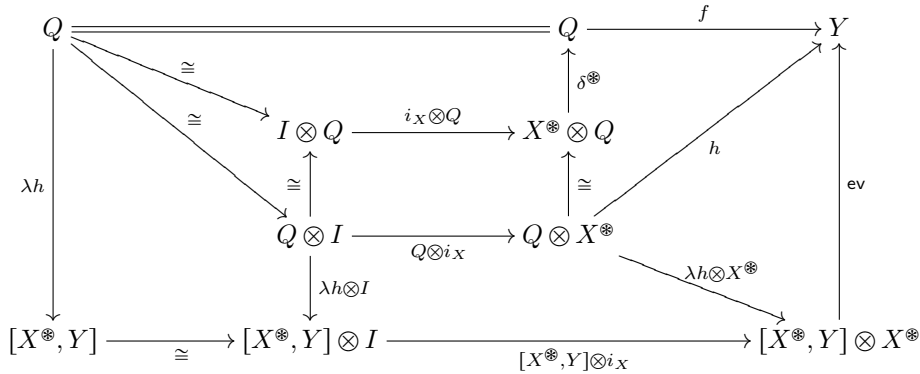 Q Q f Y
≅ δ^⊛
≅ I ⊗ Q i_X⊗Q X^⊛ ⊗ Q
λh ≅ ≅ h ev
Q ⊗ I Q⊗i_X Q ⊗ X^⊛
λh⊗I λh⊗X^⊛
[X^⊛, Y] ≅ [X^⊛, Y] ⊗ I [X^⊛,Y]⊗i_X [X^⊛, Y] ⊗ X^⊛